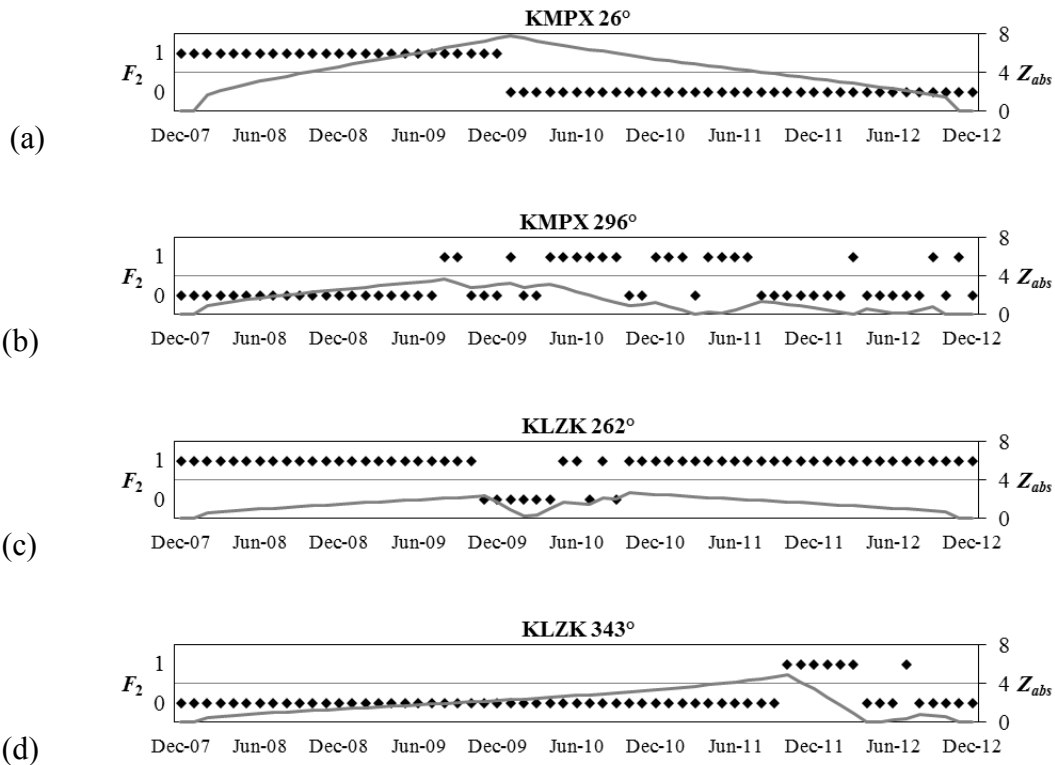 KMPX 26°
1 8
F2 4 Zabs
0 0
(a)
Dec-07 Jun-08 Dec-08 Jun-09 Dec-09 Jun-10 Dec-10 Jun-11 Dec-11 Jun-12 Dec-12
KMPX 296°
1 8
F2 4 Zabs
0 0
(b)
Dec-07 Jun-08 Dec-08 Jun-09 Dec-09 Jun-10 Dec-10 Jun-11 Dec-11 Jun-12 Dec-12
KLZK 262°
1 8
F2 4 Zabs
0 0
(c)
Dec-07 Jun-08 Dec-08 Jun-09 Dec-09 Jun-10 Dec-10 Jun-11 Dec-11 Jun-12 Dec-12
KLZK 343°
1 8
F2 4 Zabs
0 0
(d)
Dec-07 Jun-08 Dec-08 Jun-09 Dec-09 Jun-10 Dec-10 Jun-11 Dec-11 Jun-12 Dec-12